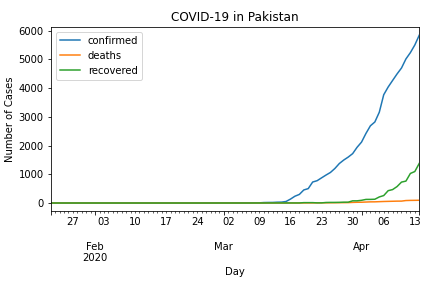 COVID-19 in Pakistan
confirmed
deaths
recovered
6000
5000
4000
3000
2000
1000
0
Number of Cases
27 03 10 17 24 02 09 16 23 30 06 13
Feb Mar Apr
2020
Day